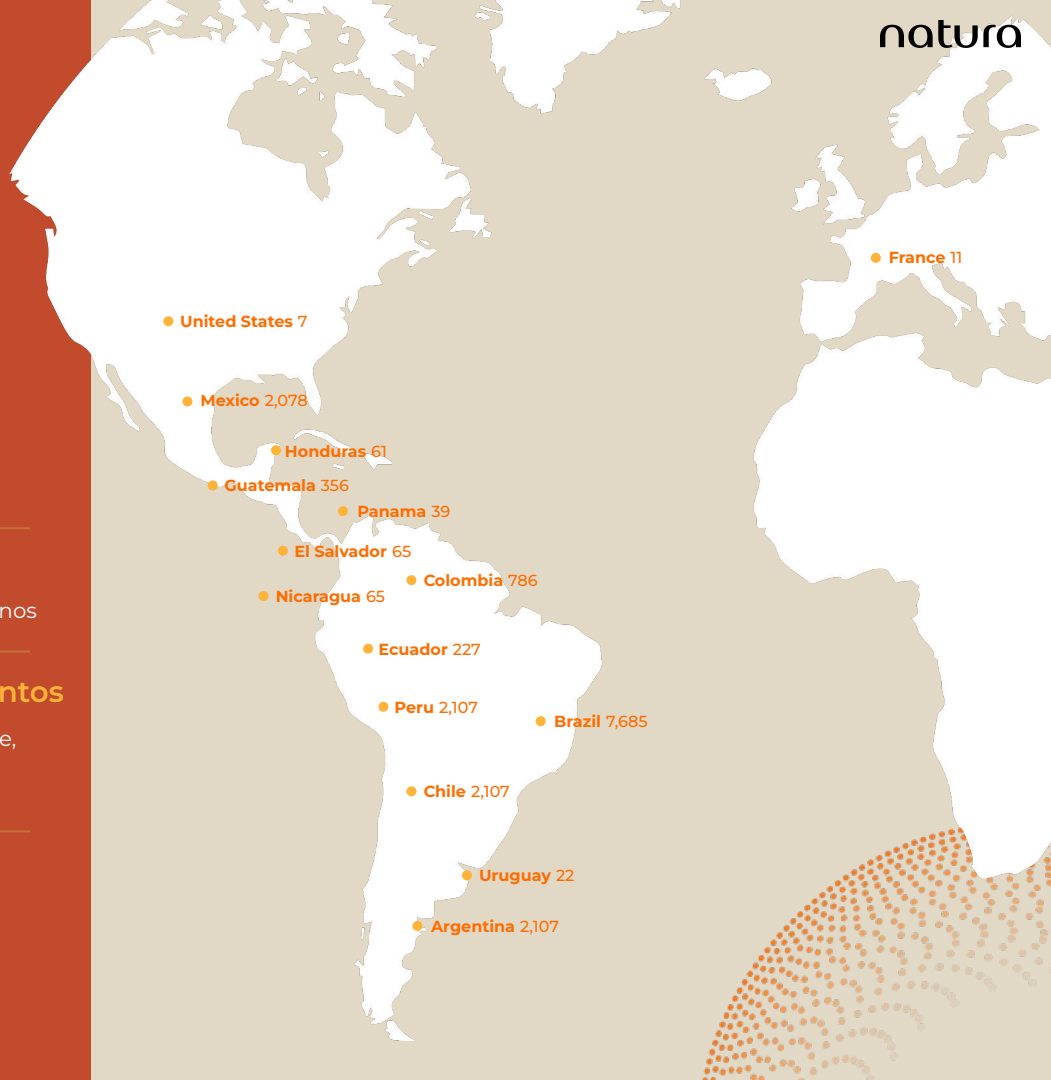 natura
France 11
United States 7
Mexico 2,078
Honduras 61
Guatemala 356
Panama 39
El Salvador 65
Colombia 786
Nicaragua 65
nos
Ecuador 227
ntos
Peru 2,107
Brazil 7,685
e,
Chile 2,107
Uruguay 22
Argentina 2,107